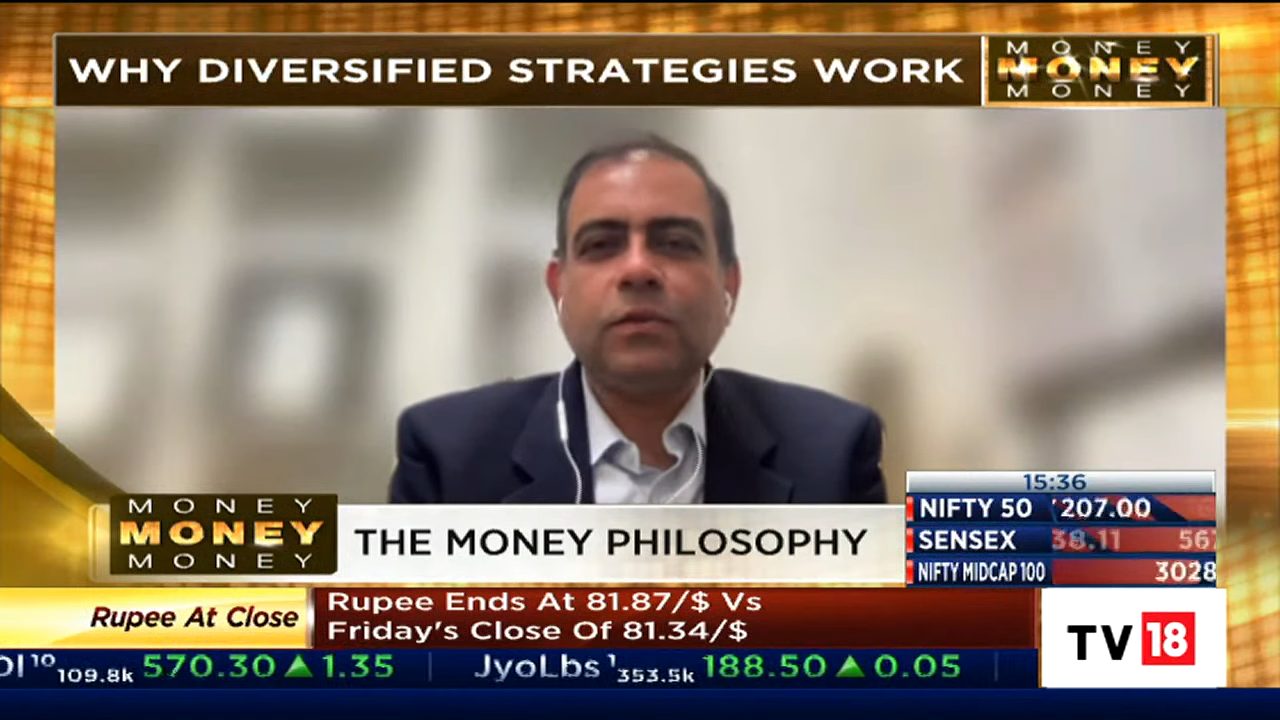 WHY DIVERSIFIED STRATEGIES WORK
MONEY
MONEY
MONEY
MONEY
MONEY
MONEY
THE MONEY PHILOSOPHY
15:36
NIFTY 50 207.00
SENSEX 38.11
NIFTY MIDCAP 100 3028
Rupee At Close
Rupee Ends At 81.87/$ Vs
Friday's Close Of 81.34/$
TV18
109.8k 570.30 ▲ 1.35 JyoLbs 353.5k 188.50 ▲ 0.05